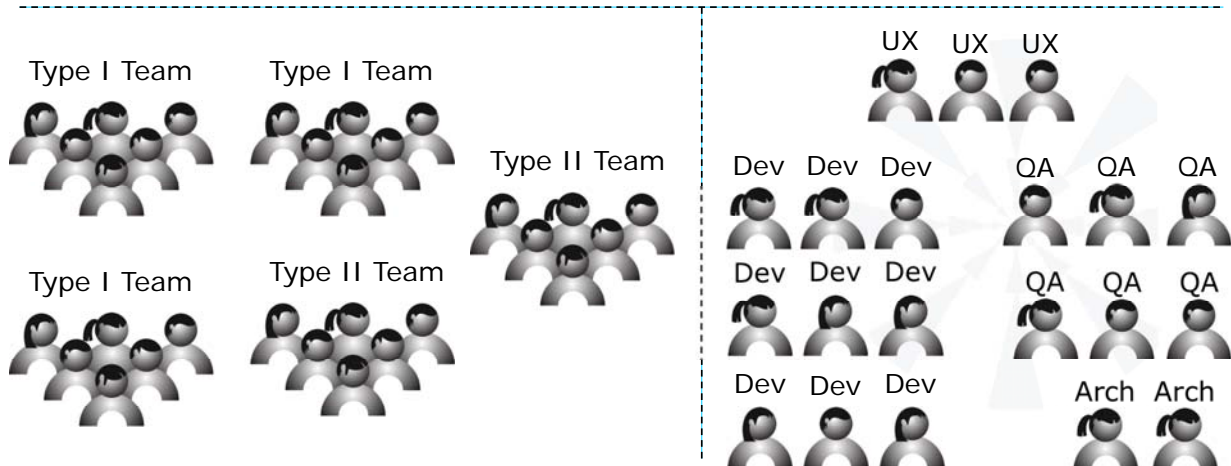 Type I Team
Type I Team
Type II Team
Type I Team
Type II Team
UX UX UX
Dev Dev Dev
QA QA QA
Dev Dev Dev
QA QA QA
Dev Dev Dev
Arch Arch